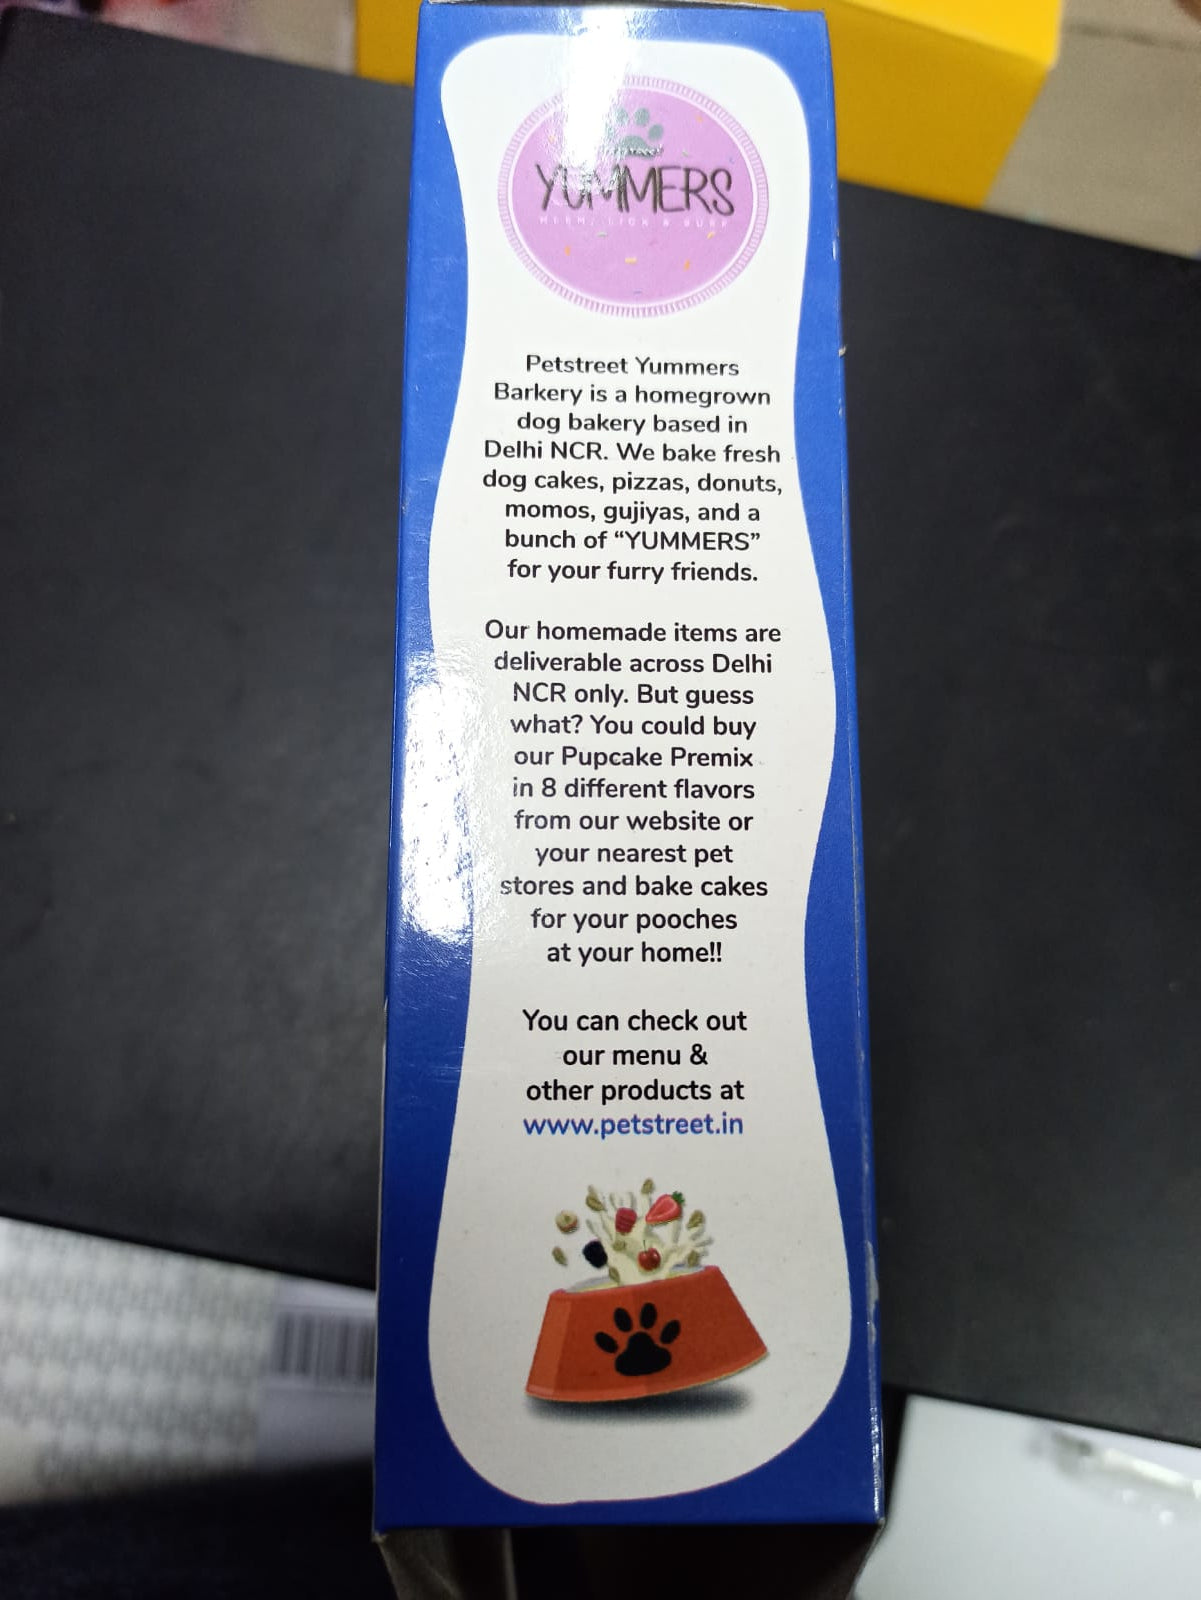 YUMMERS
Petstreet Yummers
Barkery is a homegrown
dog bakery based in
Delhi NCR. We bake fresh
dog cakes, pizzas, donuts,
momos, gujiyas, and a
bunch of “YUMMERS”
for your furry friends.
Our homemade items are
deliverable across Delhi
NCR only. But guess
what? You could buy
our Pupcake Premix
in 8 different flavors
from our website or
your nearest pet
stores and bake cakes
for your pooches
at your home!!
You can check out
our menu &
other products at
www.petstreet.in